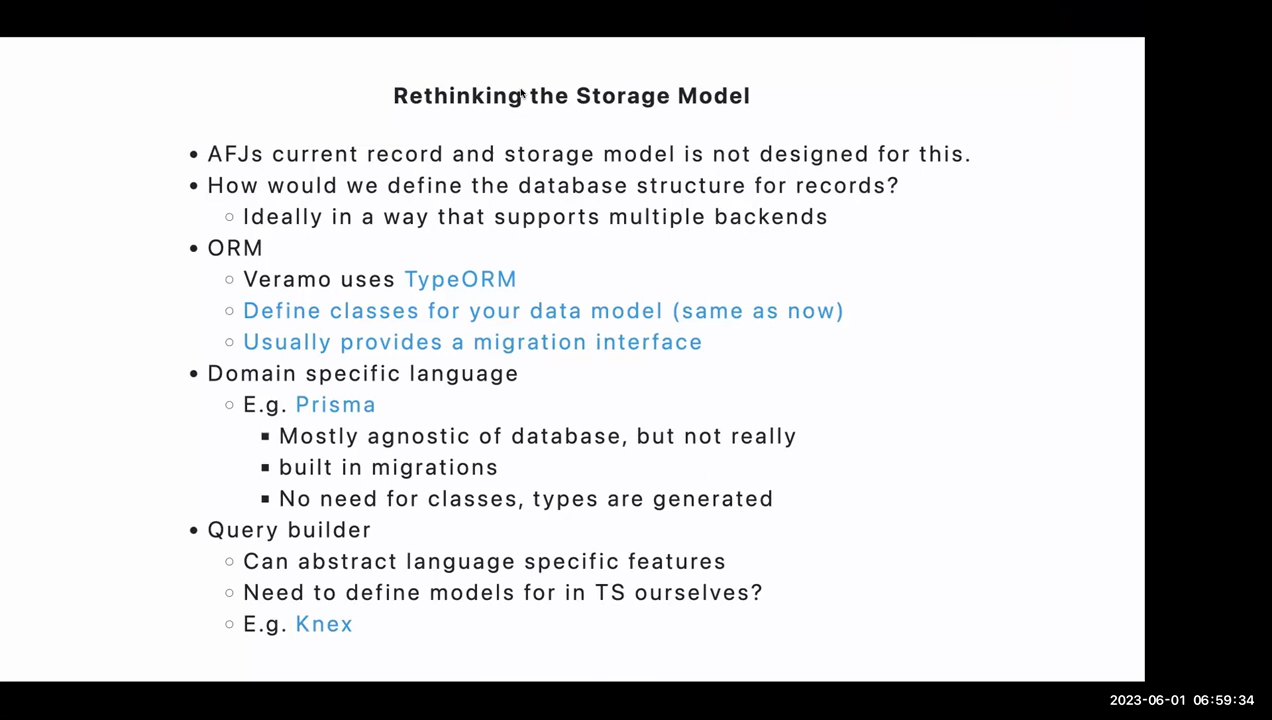 Rethinking the Storage Model
• AFJs current record and storage model is not designed for this.
• How would we define the database structure for records?
○ Ideally in a way that supports multiple backends
• ORM
○ Veramo uses TypeORM
○ Define classes for your data model (same as now)
○ Usually provides a migration interface
• Domain specific language
○ E.g. Prisma
▪ Mostly agnostic of database, but not really
▪ built in migrations
▪ No need for classes, types are generated
• Query builder
○ Can abstract language specific features
○ Need to define models for in TS ourselves?
○ E.g. Knex
2023-06-01 06:59:34